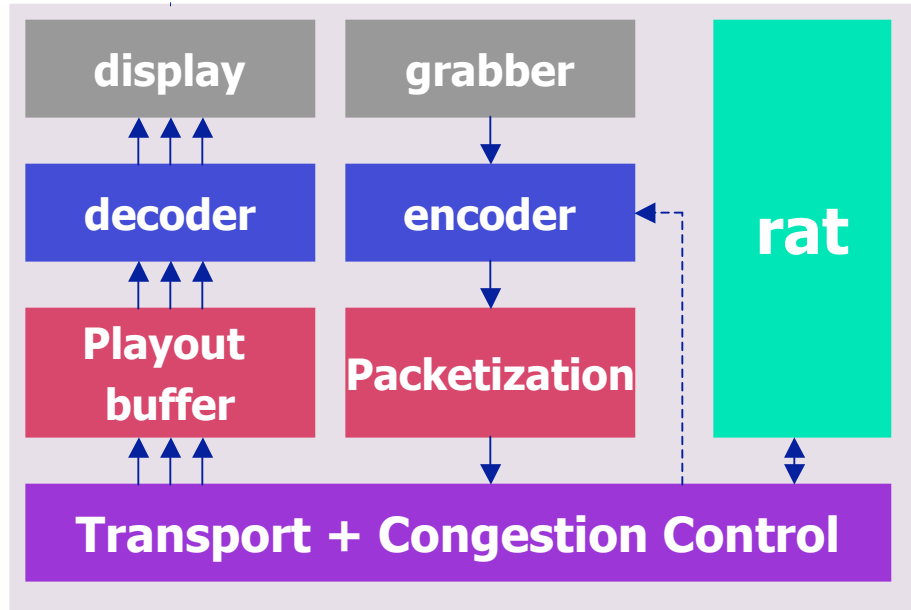 display
grabber
rat
decoder
encoder
Playout
buffer
Packetization
Transport + Congestion Control